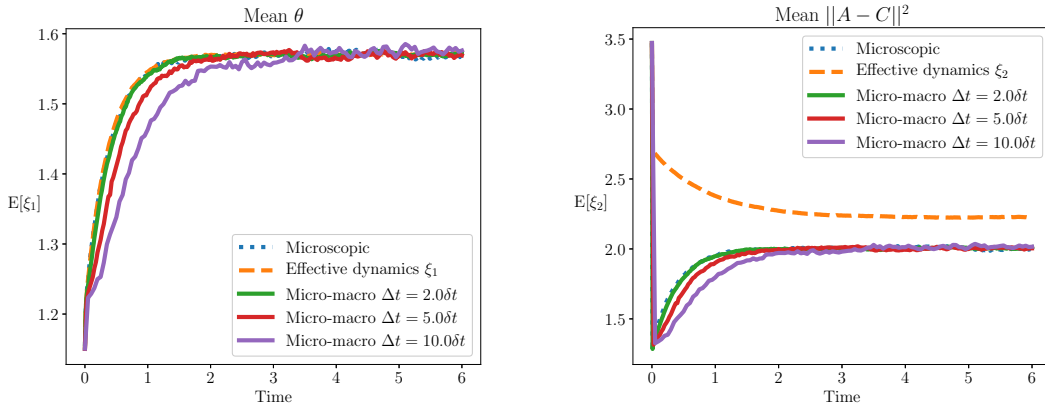 Mean θ
1.6
1.5
1.4
E[ξ₁]
1.3
1.2
0 1 2 3 4 5 6
Time
Microscopic
Effective dynamics ξ₁
Micro-macro Δt = 2.0δt
Micro-macro Δt = 5.0δt
Micro-macro Δt = 10.0δt
Mean ||A − C||²
3.5
3.0
2.5
E[ξ₂]
2.0
1.5
0 1 2 3 4 5 6
Time
Microscopic
Effective dynamics ξ₂
Micro-macro Δt = 2.0δt
Micro-macro Δt = 5.0δt
Micro-macro Δt = 10.0δt